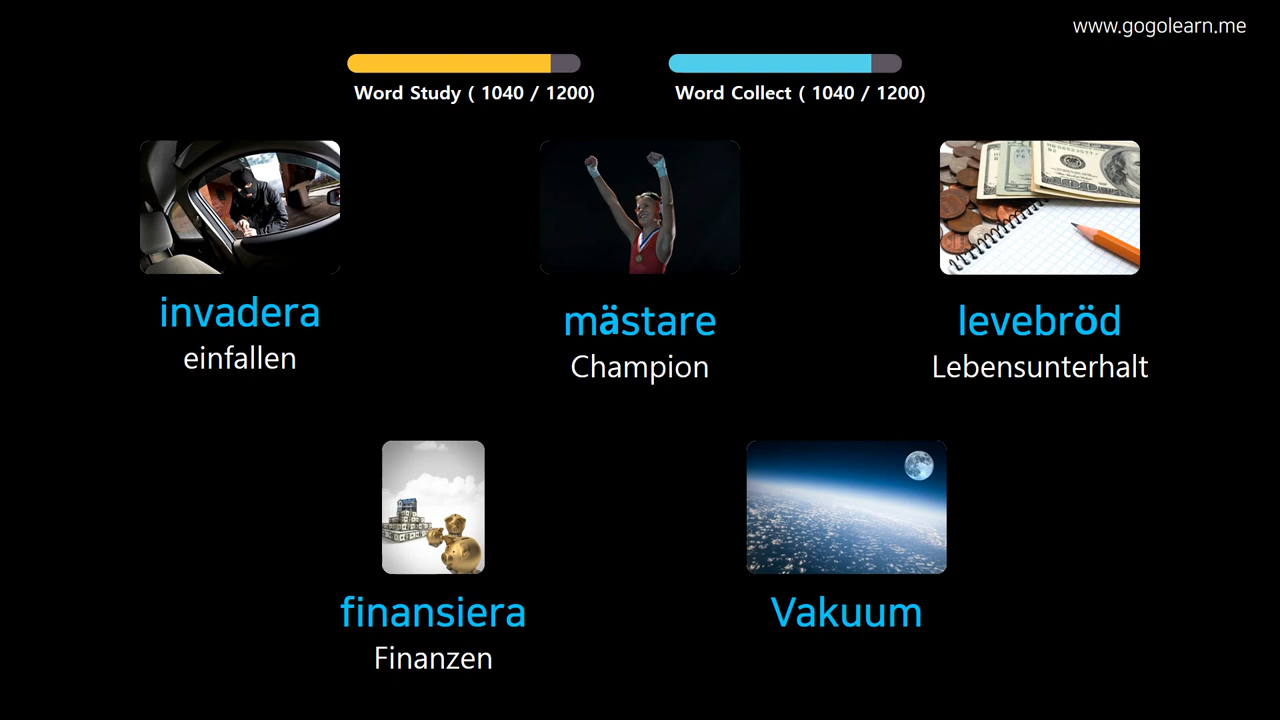 www.gogolearn.me
Word Study ( 1040 / 1200)
Word Collect ( 1040 / 1200)
invadera
einfallen
mästare
Champion
levebröd
Lebensunterhalt
finansiera
Finanzen
Vakuum